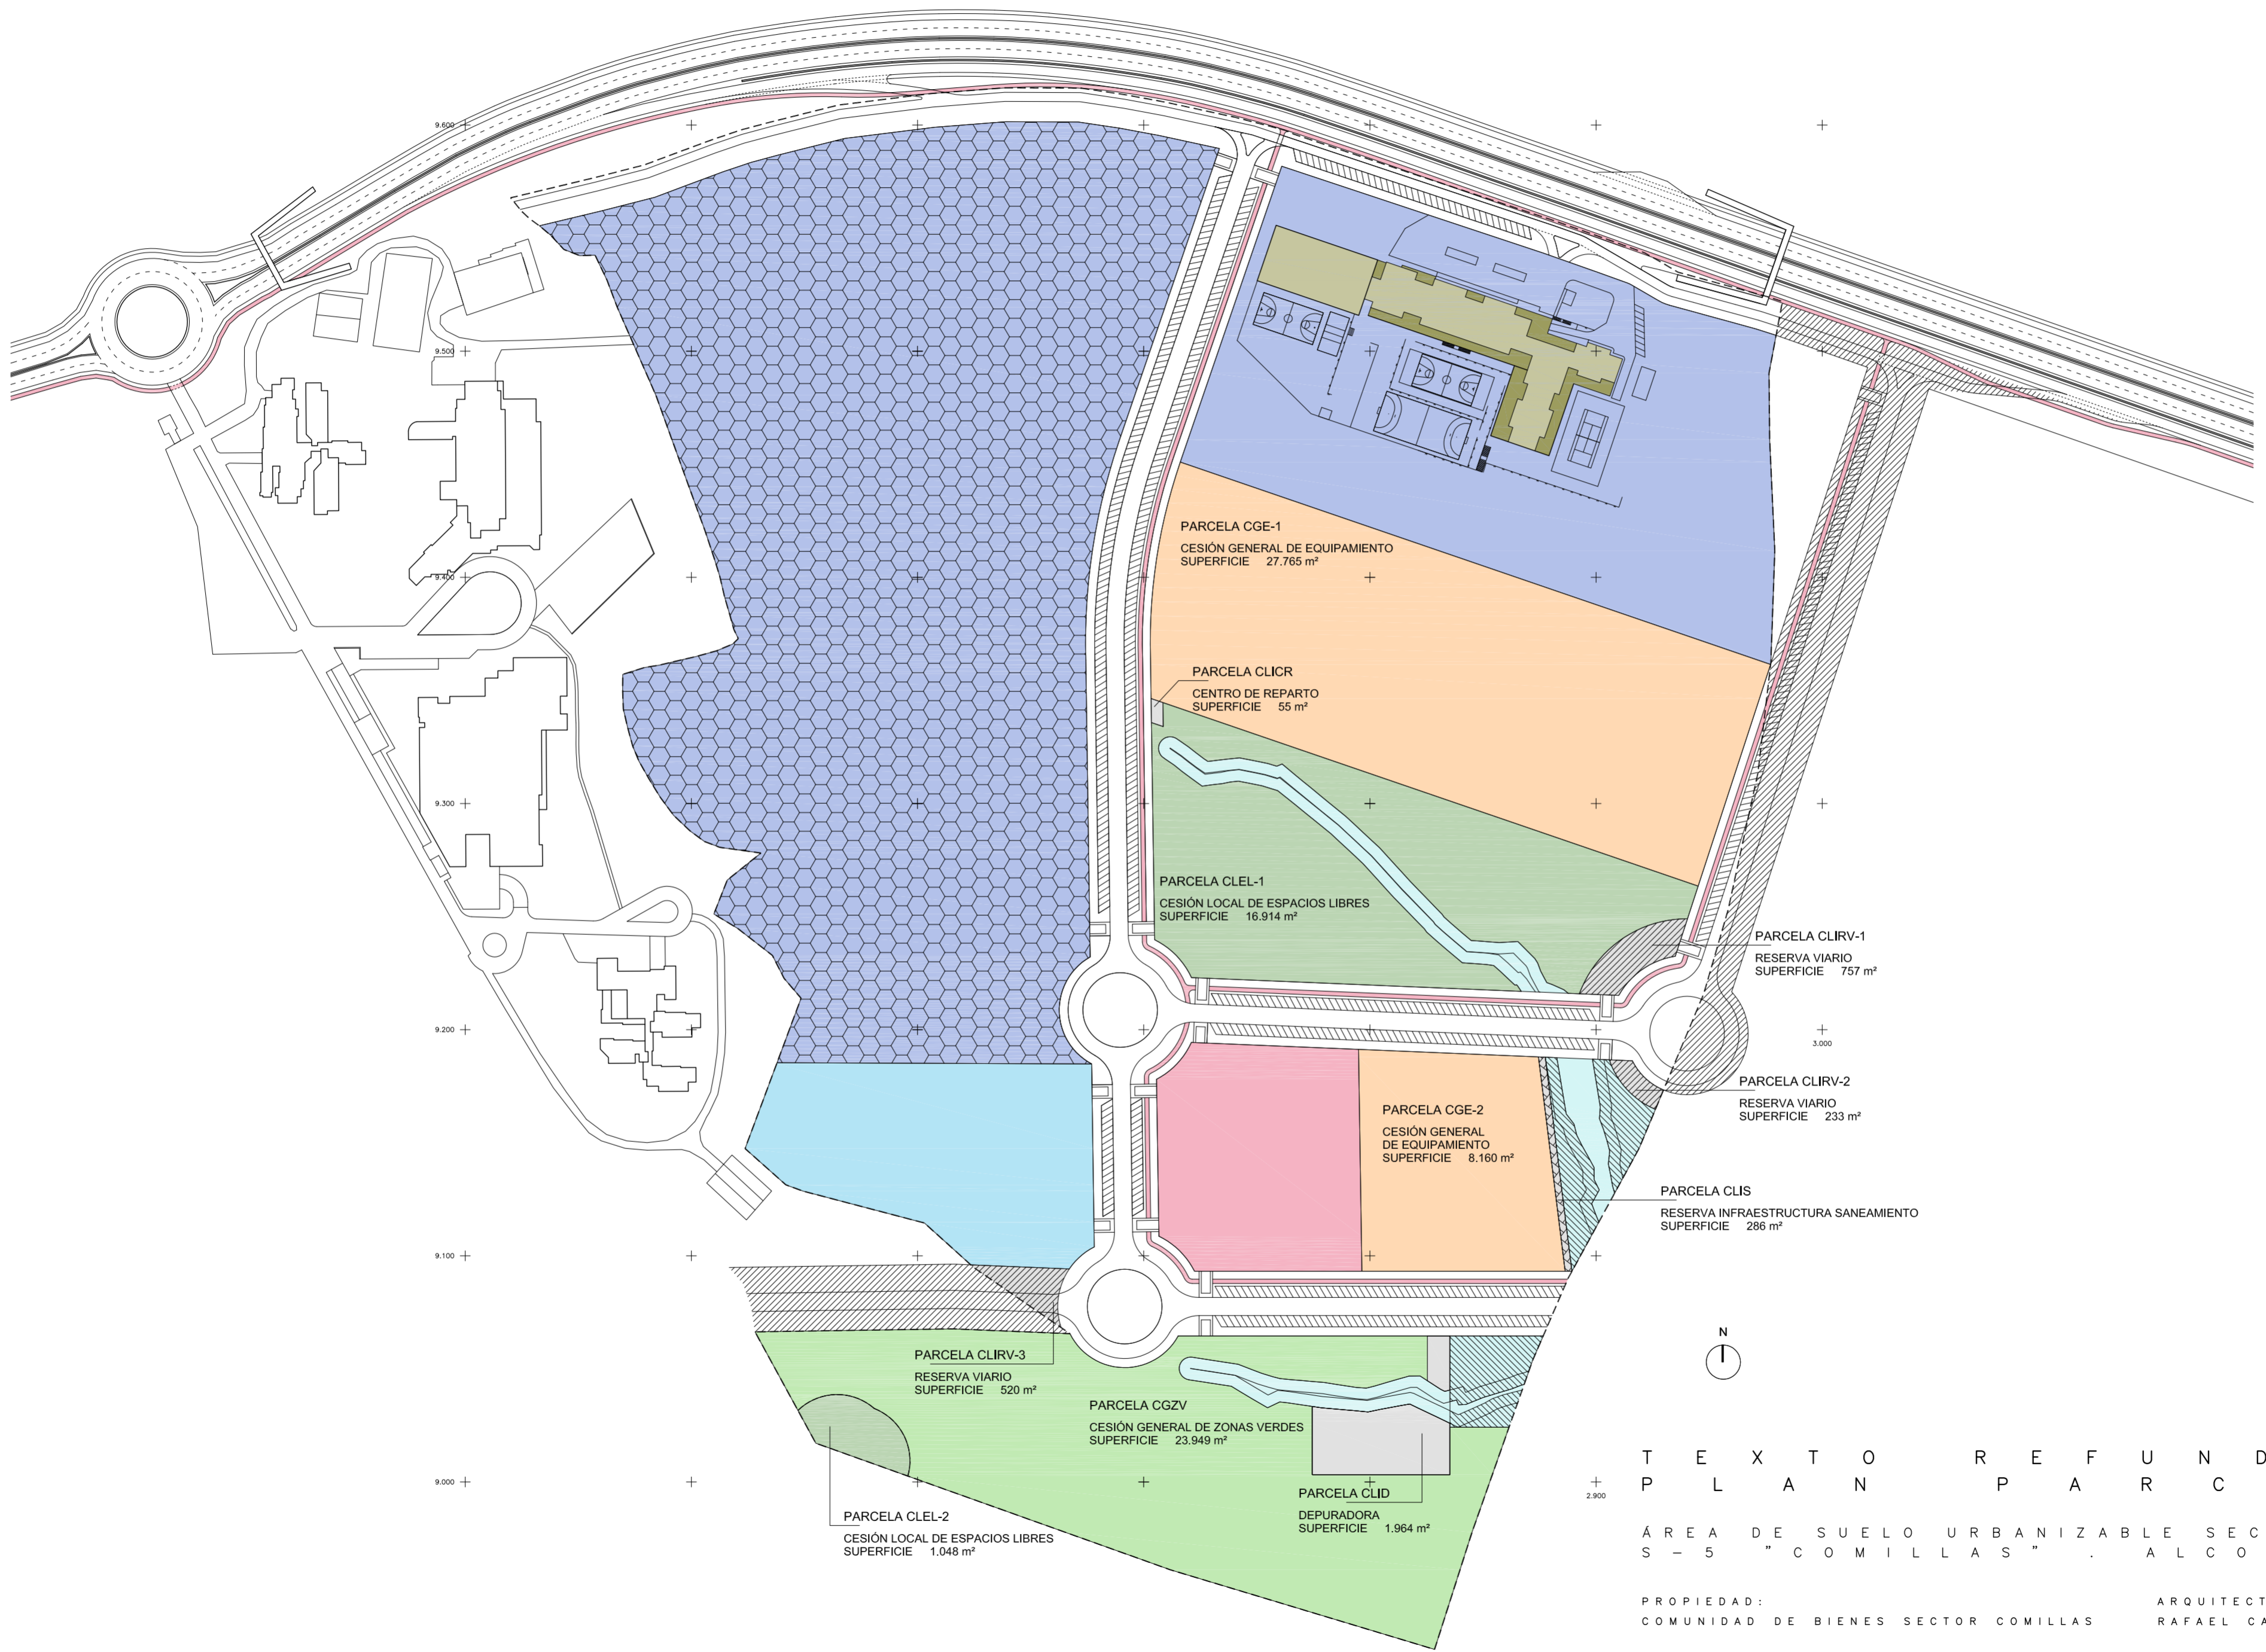 9.600
9.500
PARCELA CGE-1
CESIÓN GENERAL DE EQUIPAMIENTO
SUPERFICIE 27.765 m²
9.400
PARCELA CLICR
CENTRO DE REPARTO
SUPERFICIE 55 m²
9.300
PARCELA CLEL-1
CESIÓN LOCAL DE ESPACIOS LIBRES
SUPERFICIE 16.914 m²
PARCELA CLIRV-1
RESERVA VIARIO
SUPERFICIE 757 m²
9.200
3.000
PARCELA CLIRV-2
RESERVA VIARIO
SUPERFICIE 233 m²
PARCELA CGE-2
CESIÓN GENERAL
DE EQUIPAMIENTO
SUPERFICIE 8.160 m²
PARCELA CLIS
RESERVA INFRAESTRUCTURA SANEAMIENTO
SUPERFICIE 286 m²
9.100
N
PARCELA CLIRV-3
RESERVA VIARIO
SUPERFICIE 520 m²
PARCELA CGZV
CESIÓN GENERAL DE ZONAS VERDES
SUPERFICIE 23.949 m²
9.000
2.900
PARCELA CLID
DEPURADORA
SUPERFICIE 1.964 m²
PARCELA CLEL-2
CESIÓN LOCAL DE ESPACIOS LIBRES
SUPERFICIE 1.048 m²
TEXTO REFUND
PLAN PARC
ÁREA DE SUELO URBANIZABLE SEC
S-5 "COMILLAS". ALCO
PROPIEDAD:
COMUNIDAD DE BIENES SECTOR COMILLAS
ARQUITECT
RAFAEL CA